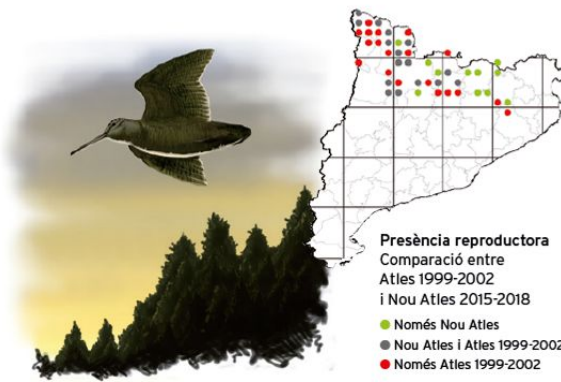 Presència reproductora
Comparació entre
Atles 1999-2002
i Nou Atles 2015-2018
Només Nou Atles
Nou Atles i Atles 1999-2002
Només Atles 1999-2002